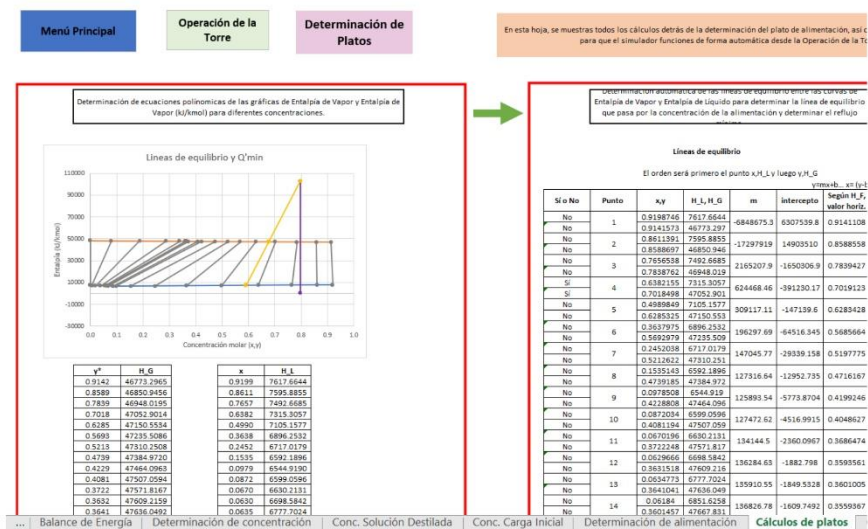 Menú Principal
Operación de la
Torre
Determinación de
Platos
En esta hoja, se muestras todos los cálculos detrás de la determinación del plato de alimentación, así
para que el simulador funciones de forma automática desde la Operación de la
Determinación de ecuaciones polinomicas de las gráficas de Entalpía de Vapor y Entalpía de
Vapor (kJ/kmol) para diferentes concentraciones.
Líneas de equilibrio y Q'min
110000
90000
70000
50000
30000
10000
-10000
-30000
Entalpía (kJ/kmol)
0.0 0.1 0.2 0.3 0.4 0.5 0.6 0.7 0.8 0.9 1.0
Concentración molar (x,y)
y* H_G x H_L
0.9142 46773.2965 0.9199 7617.6644
0.8589 46850.9456 0.8611 7595.8855
0.7839 46948.0195 0.7657 7492.6685
0.7018 47052.9014 0.6382 7315.3057
0.6285 47150.5534 0.4990 7105.1577
0.5693 47235.5086 0.3638 6896.2532
0.5213 47310.2508 0.2452 6717.0179
0.4739 47384.9720 0.1535 6592.1896
0.4229 47464.0963 0.0979 6544.9190
0.4081 47507.0594 0.0872 6599.0596
0.3722 47571.8167 0.0670 6630.2131
0.3632 47609.2159 0.0630 6698.5842
0.3641 47636.0492 0.0635 6777.7024
Determinación automática de las líneas de equilibrio entre las curvas de
Entalpía de Vapor y Entalpía de Líquido para determinar la línea de equilibrio
que pasa por la concentración de la alimentación y determinar el reflujo
Líneas de equilibrio
El orden será primero el punto x,H_L y luego y,H_G
y=mx+b... x= (y-b
Sí o No Punto x,y H_L, H_G m intercepto Según H_F,
valor horiz.
No 1 0.9198746 7617.6644 -6848675.3 6307539.8 0.9141108
No 0.9141573 46773.297
No 2 0.8611391 7595.8855 -17297919 14903510 0.8588558
No 0.8588697 46850.946
No 3 0.7656538 7492.6685 2165207.9 -1650306.9 0.7839427
No 0.7838762 46948.019
Sí 4 0.6382155 7315.3057 624468.46 -391230.17 0.7019123
Sí 0.7018498 47052.901
No 5 0.4989849 7105.1577 309117.11 -147139.6 0.6283428
No 0.6285325 47150.553
No 6 0.3637975 6896.2532 196297.69 -64516.345 0.5685664
No 0.5692979 47235.509
No 7 0.2452038 6717.0179 147045.77 -29339.158 0.5197775
No 0.5212622 47310.251
No 8 0.1535143 6592.1896 127316.64 -12952.735 0.4716167
No 0.4739185 47384.972
No 9 0.0978508 6544.919 125893.54 -5773.8704 0.4199246
No 0.4228808 47464.096
No 10 0.0872034 6599.0596 127472.62 -4516.9915 0.4048627
No 0.4081194 47507.059
No 11 0.0670196 6630.2131 134144.5 -2360.0967 0.3686474
No 0.3722248 47571.817
No 12 0.0629666 6698.5842 136284.63 -1882.798 0.3593561
No 0.3631518 47609.216
No 13 0.0634773 6777.7024 135910.55 -1849.5328 0.3601005
No 0.3641041 47636.049
No 14 0.06184 6851.6258 136826.78 -1609.7492
No 0.3601457 47667.831
... Balance de Energía Determinación de concentración Conc. Solución Destilada Conc. Carga Inicial Determinación de alimentación Cálculos de platos